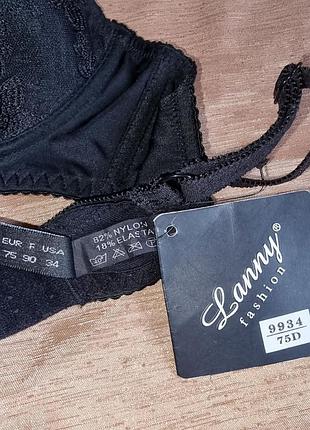 EUR F USA
75 90 34
82% NYLON
18% ELASTA
Lanny®
fashion
9934
75D